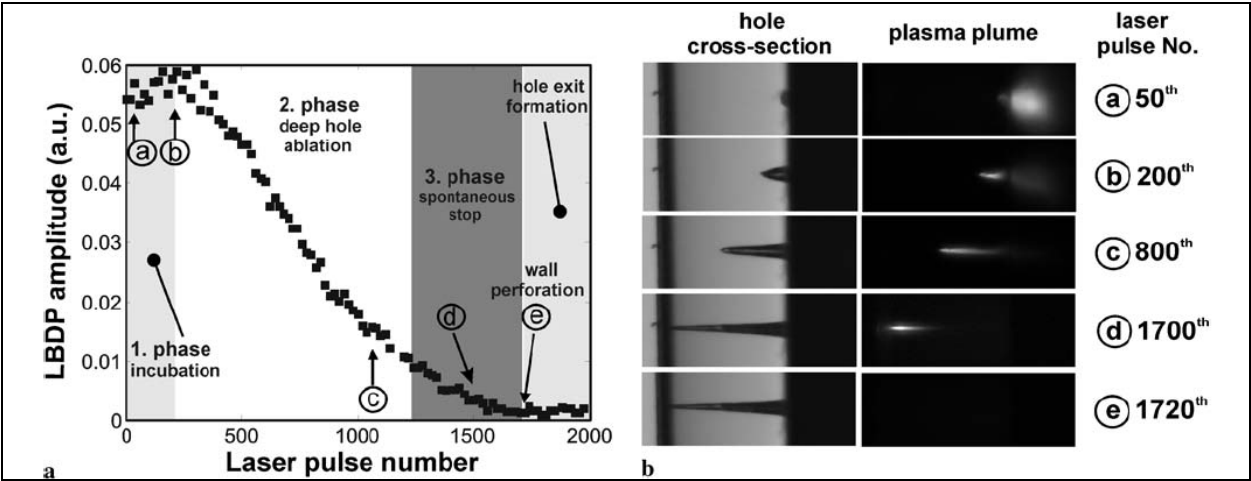 LBDP amplitude (a.u.)
0.06
0.05
0.04
0.03
0.02
0.01
0
0
500
1000
1500
2000
Laser pulse number
1. phase
incubation
2. phase
deep hole
ablation
3. phase
spontaneous
stop
hole exit
formation
wall
perforation
a
b
c
d
e
a
hole
cross-section
plasma plume
laser
pulse No.
a 50th
b 200th
c 800th
d 1700th
e 1720th
b